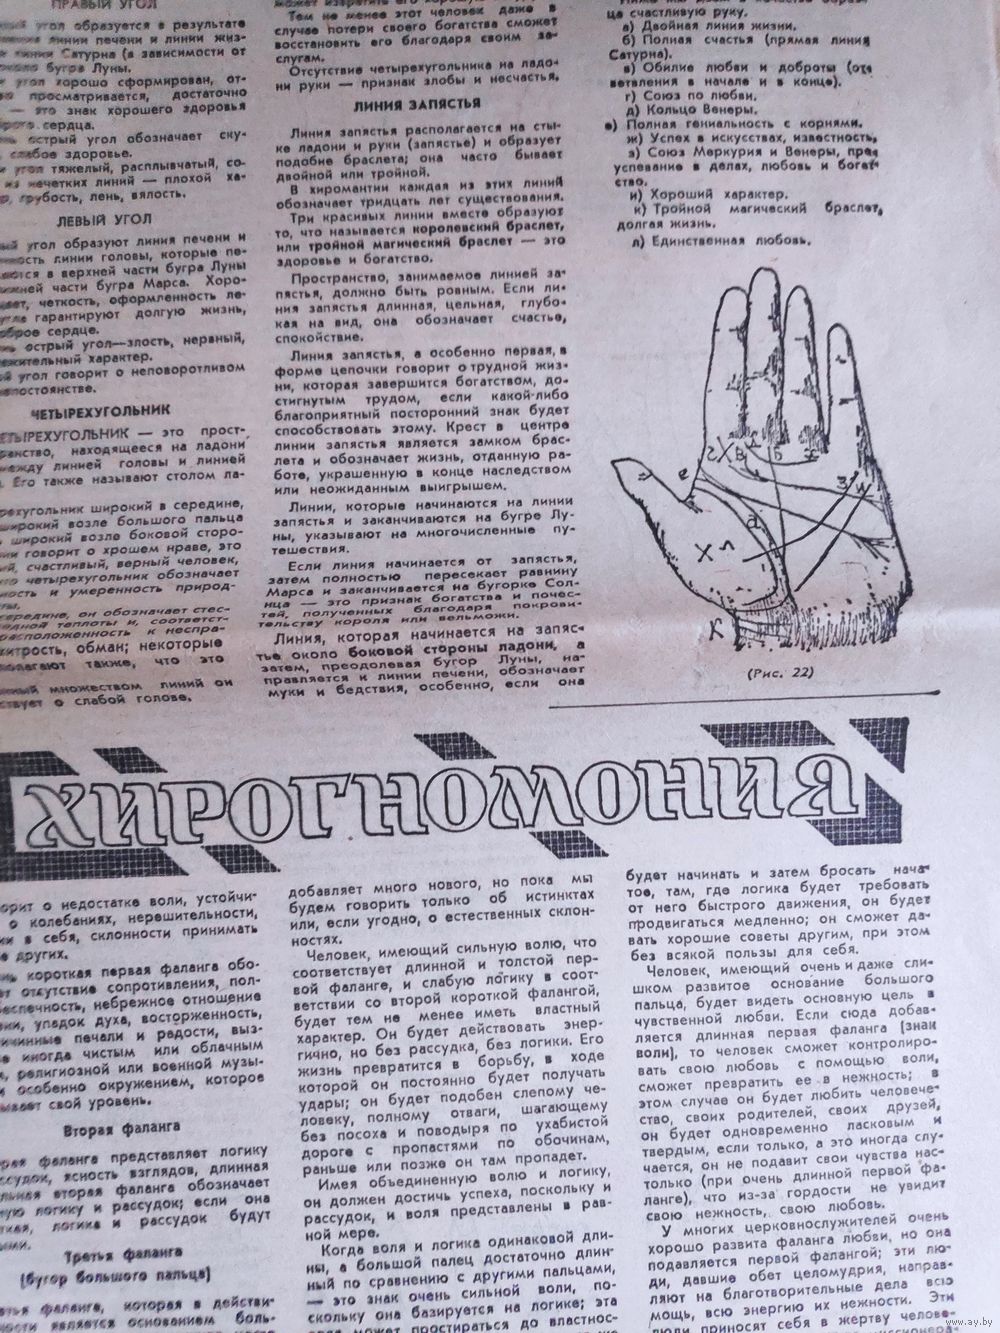 ПРАВЫЙ УГОЛ
угол образуется в результате
линии печени и линии жиз-
линии Сатурна (в зависимости от
бугра Луны.
угол хорошо сформирован, от-
просматривается, достаточно
— это знак хорошего здоровья
сердца.
острый угол обозначает ску-
слабое здоровье.
угол тяжелый, расплывчатый, со-
из нечетких линий — плохой ха-
грубость, лень, вялость.
ЛЕВЫЙ УГОЛ
угол образуют линия печени и
линии головы, которые пе-
в верхней части бугра Луны
части бугра Марса. Хоро-
четкость, оформленность ле-
гарантируют долгую жизнь,
сердце.
острый угол—злость, нервный,
характер.
угол говорит о неповоротливом
непостоянстве.
ЧЕТЫРЕХУГОЛЬНИК
ЧЕТЫРЕХУГОЛЬНИК — это прост-
ранство, находящееся на ладони
между линией головы и линией
Его также называют столом ла-
широкий в середине,
широкий возле большого пальца
широкий возле боковой сторо-
говорит о хрошем нраве, это
счастливый, верный человек,
четырехугольник обозначает
и умеренность природ-
середине, он обозначает стес-
теплоты и, соответст-
расположенность к неспра-
хитрость, обман; некоторые
полагают также, что это
множеством линий он
о слабой голове.
Тем не менее этот человек даже в
случае потери своего богатства сможет
восстановить его благодаря своим за-
слугам.
Отсутствие четырехугольника на ладо-
ни руки — признак злобы и несчастья.
ЛИНИЯ ЗАПЯСТЬЯ
Линия запястья располагается на сты-
ке ладони и руки (запястье) и образует
подобие браслета; она часто бывает
двойной или тройной.
В хиромантии каждая из этих линий
обозначает тридцать лет существования.
Три красивых линии вместе образуют
то, что называется королевский браслет,
или тройной магический браслет — это
здоровье и богатство.
Пространство, занимаемое линией за-
пястья, должно быть ровным. Если ли-
ния запястья длинная, цельная, глубо-
кая на вид, она обозначает счастье,
спокойствие.
Линия запястья, а особенно первая, в
форме цепочки говорит о трудной жиз-
ни, которая завершится богатством, до-
стигнутым трудом, если какой-либо
благоприятный посторонний знак будет
способствовать этому. Крест в центре
линии запястья является замком брас-
лета и обозначает жизнь, отданную ра-
боте, украшенную в конце наследством
или неожиданным выигрышем.
Линии, которые начинаются на линии
запястья и заканчиваются на бугре Лу-
ны, указывают на многочисленные пу-
тешествия.
Если линия начинается от запястья,
затем полностью пересекает равнину
Марса и заканчивается на бугорке Сол-
нца — это признак богатства и почес-
тей, полученных благодаря покрови-
тельству короля или вельможи.
Линия, которая начинается на запяс-
тье около боковой стороны ладони, а
затем, преодолевая бугор Луны, на-
правляется к линии печени, обозначает
муки и бедствия, особенно, если она
ца счастливую руку.
а) Двойная линия жизни.
б) Полная счастья (прямая линия
Сатурна).
в) Обилие любви и доброты (от-
ветвления в начале и в конце).
г) Союз по любви.
д) Кольцо Венеры.
е) Полная гениальность с корнями.
ж) Успех в искусствах, известность,
з) Союз Меркурия и Венеры, пре-
успевание в делах, любовь и богат-
ство.
и) Хороший характер.
к) Тройной магический браслет,
долгая жизнь.
л) Единственная любовь.
К
(Рис. 22)
ХИРОГНОМОНИЯ
о недостатке воли, устойчи-
о колебаниях, нерешительности,
в себя, склонности принимать
других.
короткая первая фаланга обо-
отсутствие сопротивления, пол-
беспечность, небрежное отношение
упадок духа, восторженность,
печали и радости, выз-
иногда чистым или облачным
религиозной или военной музы-
особенно окружением, которое
свой уровень.
Вторая фаланга
фаланга представляет логику
ясность взглядов, длинная
вторая фаланга обозначает
логику и рассудок; если она
логика и рассудок будут
Третья фаланга
(бугор большого пальца)
фаланга, которая в действи-
является основанием боль-
добавляет много нового, но пока мы
будем говорить только об истинктах
или, если угодно, о естественных склон-
ностях.
Человек, имеющий сильную волю, что
соответствует длинной и толстой пер-
вой фаланге, и слабую логику в соот-
ветствии со второй короткой фалангой,
будет тем не менее иметь властный
характер. Он будет действовать энер-
гично, но без рассудка, без логики. Его
жизнь превратится в борьбу, в ходе
которой он постоянно будет получать
удары; он будет подобен слепому че-
ловеку, полному отваги, шагающему
без посоха и поводыря по ухабистой
дороге с пропастями по обочинам,
раньше или позже он там пропадет.
Имея объединенную волю и логику,
он должен достичь успеха, поскольку и
рассудок, и воля представлены в рав-
ной мере.
Когда воля и логика одинаковой дли-
ны, а большой палец достаточно длин-
ный по сравнению с другими пальцами,
— это знак очень сильной воли, по-
скольку она базируется на логике; эта
может простираться до властнос-
будет начинать и затем бросать нача-
тое, там, где логика будет требовать
от него быстрого движения, он будет
продвигаться медленно; он сможет да-
вать хорошие советы другим, при этом
без всякой пользы для себя.
Человек, имеющий очень и даже сли-
шком развитое основание большого
пальца, будет видеть основную цель в
чувственной любви. Если сюда добав-
ляется длинная первая фаланга (знак
воли), то человек сможет контролиро-
вать свою любовь с помощью воли,
сможет превратить ее в нежность; в
этом случае он будет любить человече-
ство, своих родителей, своих друзей,
он будет одновременно ласковым и
твердым, если только, а это иногда слу-
чается, он не подавит свои чувства нас-
только (при очень длинной первой фа-
ланге), что из-за гордости не увидит
свою нежность, свою любовь.
У многих церковнослужителей очень
хорошо развита фаланга любви, но она
подавляется первой фалангой; эти лю-
ди, давшие обет целомудрия, направ-
ляют на благотворительные дела всю
мощь, всю энергию их нежности. Эти
люди приносят себя в жертву челове-
www.ay.by